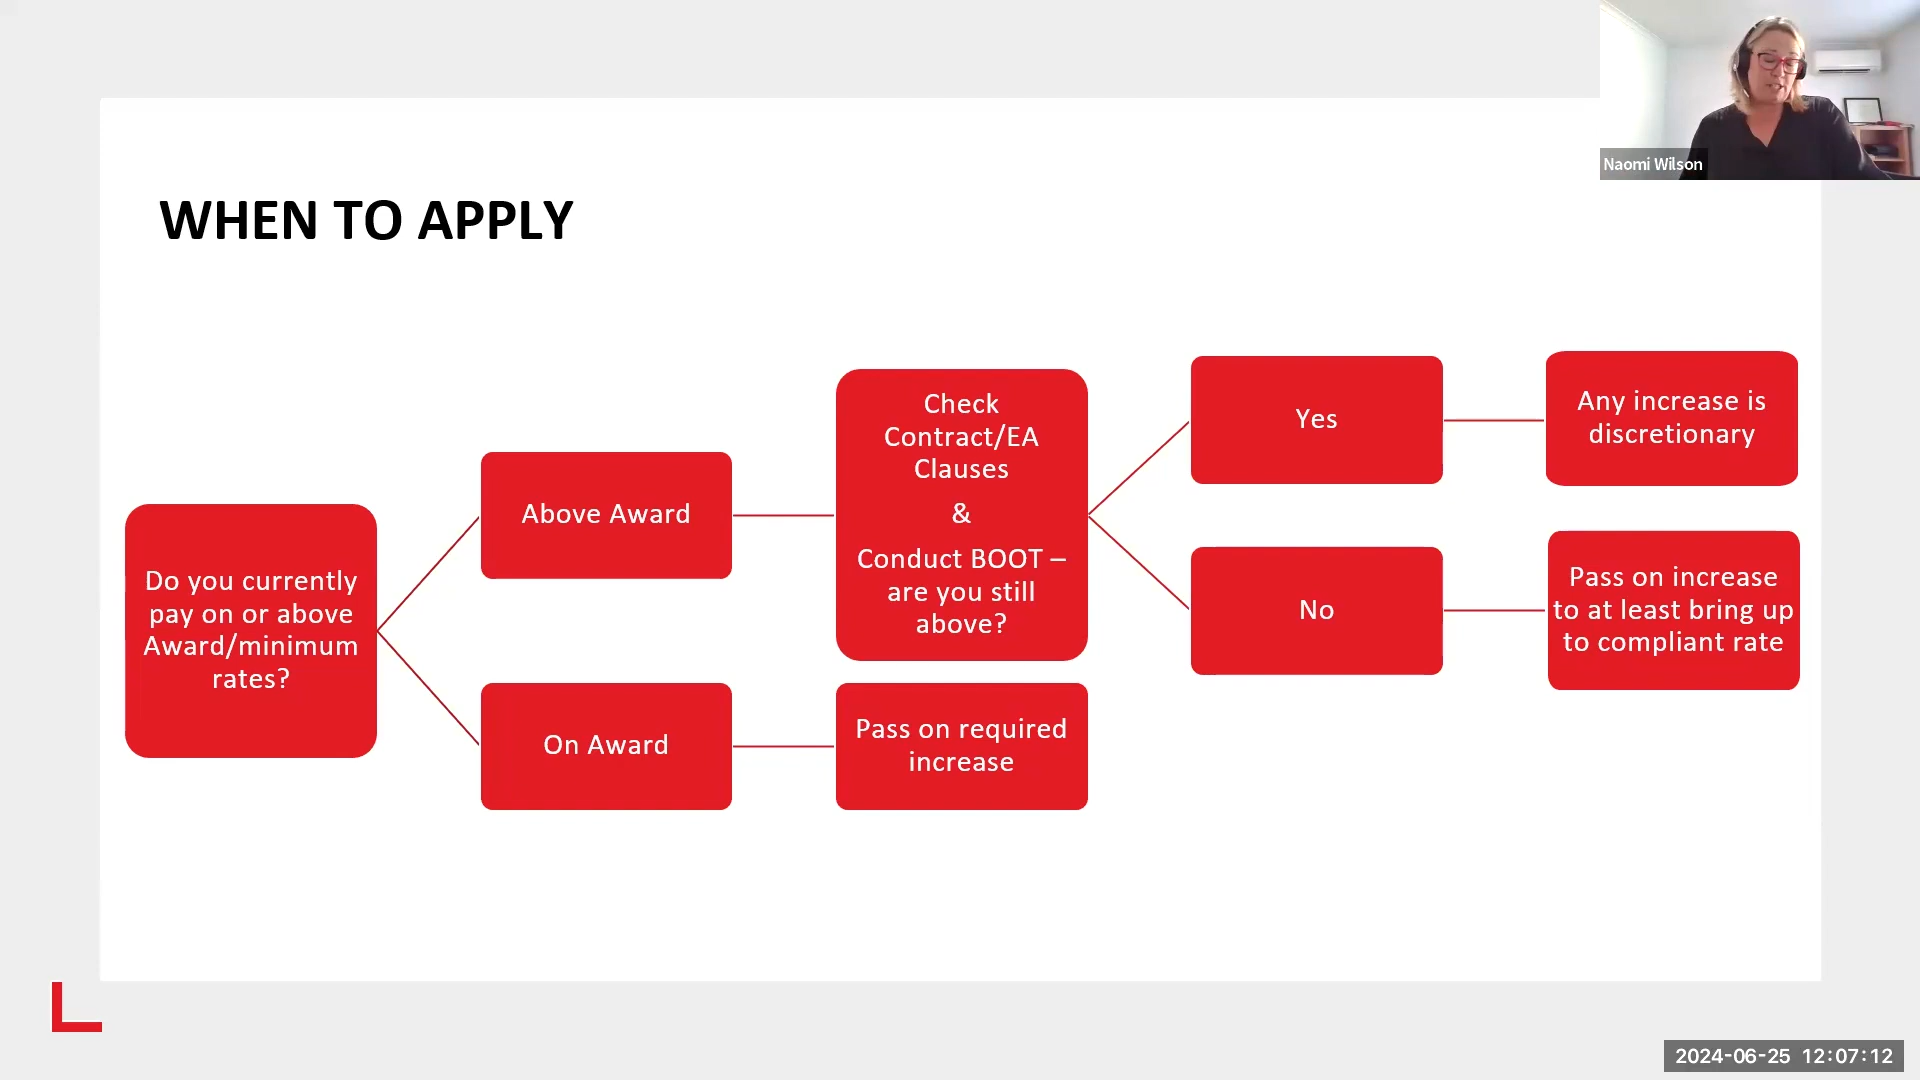 Naomi Wilson
WHEN TO APPLY
Do you currently
pay on or above
Award/minimum
rates?
Above Award
On Award
Check
Contract/EA
Clauses
&
Conduct BOOT –
are you still
above?
Pass on required
increase
Yes
No
Any increase is
discretionary
Pass on increase
to at least bring up
to compliant rate
2024-06-25 12:07:12